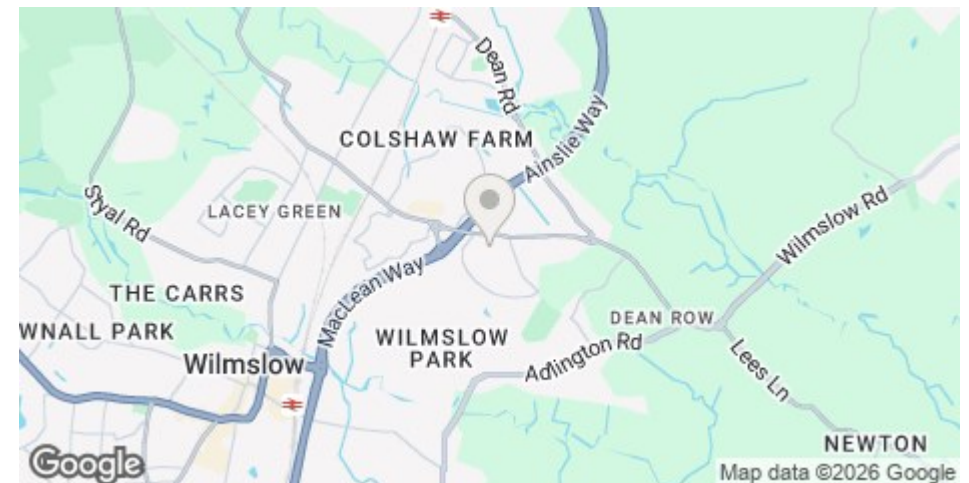 Dean Rd
COLSHAW FARM
Ainslie Way
Styal Rd
LACEY GREEN
Wilmslow Rd
MacLean Way
THE CARRS
WNALL PARK
WILMSLOW
PARK
DEAN ROW
Wilmslow
Adlington Rd
Lees Ln
NEWTON
Google
Map data ©2026 Google